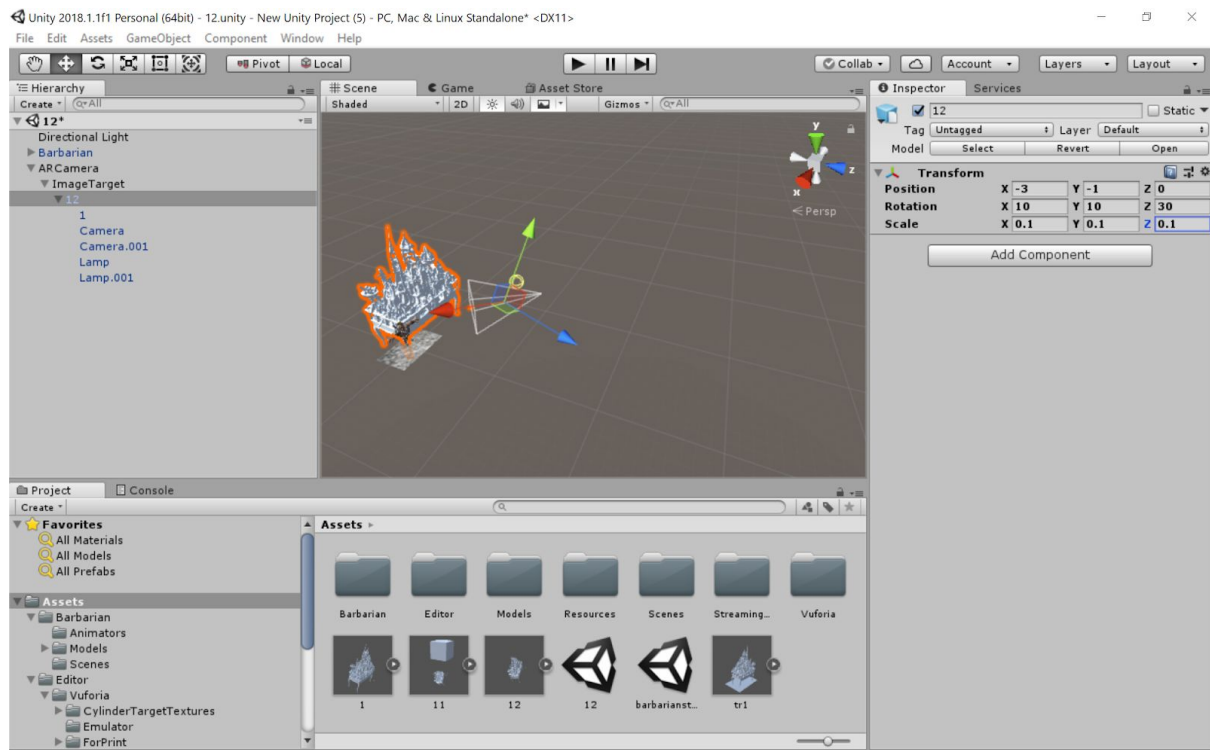 Unity 2018.1.1f1 Personal (64bit) - 12.unity - New Unity Project (5) - PC, Mac & Linux Standalone* <DX11>
File Edit Assets GameObject Component Window Help
Pivot Local Collab Account Layers Layout
Hierarchy
Create All
12*
Directional Light
Barbarian
ARCamera
ImageTarget
12
1
Camera
Camera.001
Lamp
Lamp.001
Scene Game Asset Store
Shaded 2D Gizmos All
y
z
x
Persp
Inspector Services
12 Static
Tag Untagged Layer Default
Model Select Revert Open
Transform
Position X -3 Y -1 Z 0
Rotation X 10 Y 10 Z 30
Scale X 0.1 Y 0.1 Z 0.1
Add Component
Project Console
Create
Favorites
All Materials
All Models
All Prefabs
Assets
Barbarian
Animators
Models
Scenes
Editor
Vuforia
CylinderTargetTextures
Emulator
ForPrint
Assets
Barbarian Editor Models Resources Scenes Streaming... Vuforia
1 11 12 12 barbarianst... tr1